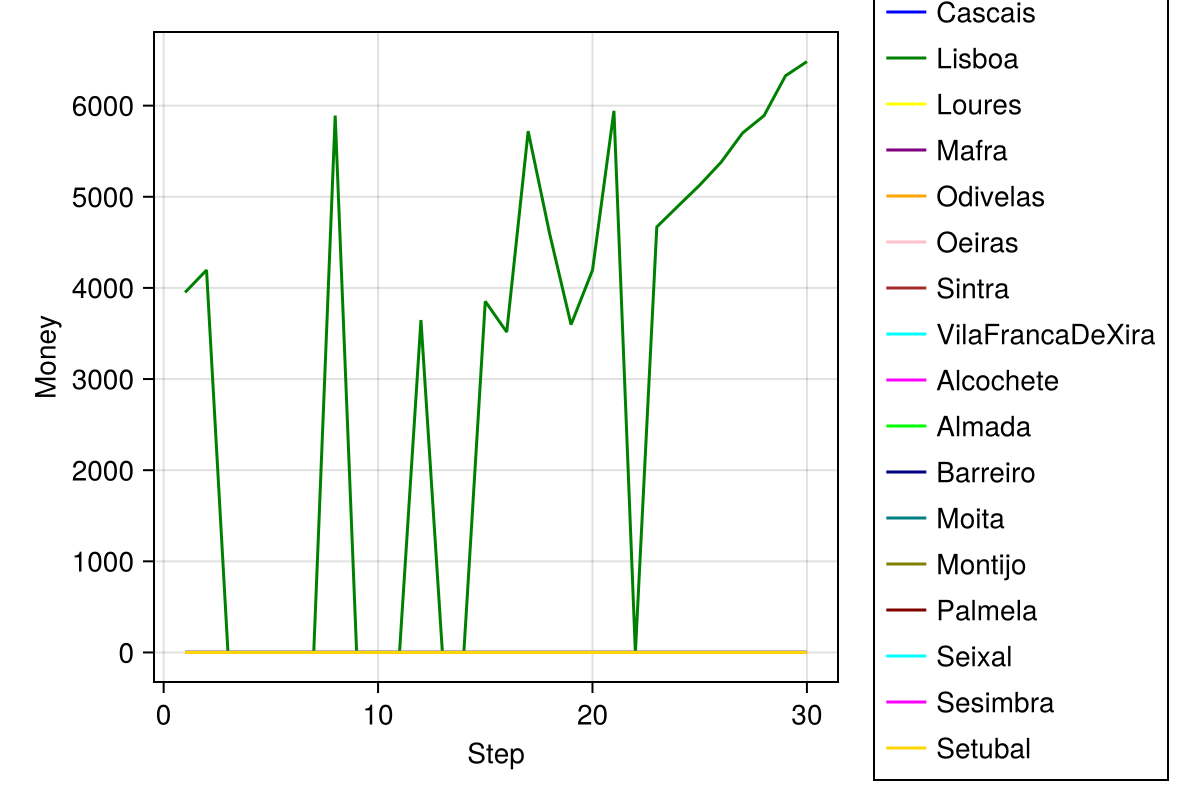 Money
6000
5000
4000
3000
2000
1000
0
0 10 20 30
Step
Cascais
Lisboa
Loures
Mafra
Odivelas
Oeiras
Sintra
VilaFrancaDeXira
Alcochete
Almada
Barreiro
Moita
Montijo
Palmela
Seixal
Sesimbra
Setubal